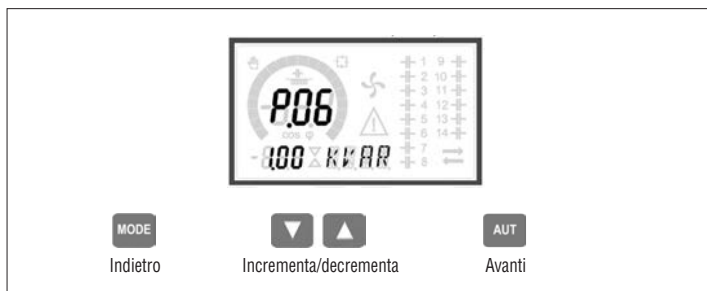 1 9
2 10
3 11
P.06
4 12
5 13
cos φ
6 14
7
1.00 KVAR
8
MODE
AUT
Indietro
Incrementa/decrementa
Avanti